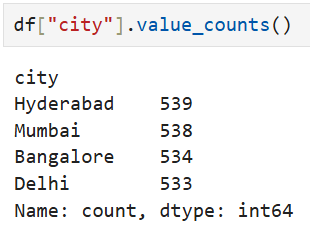 df["city"].value_counts()
city
Hyderabad    539
Mumbai       538
Bangalore    534
Delhi        533
Name: count, dtype: int64